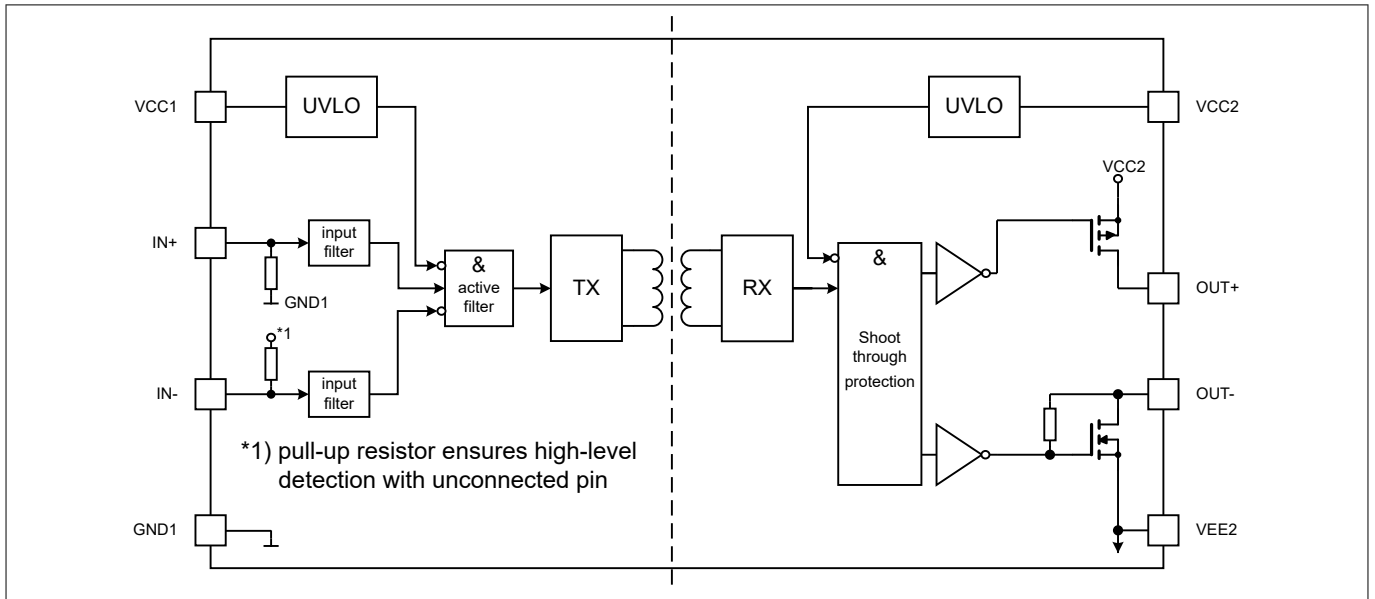 VCC1
UVLO
UVLO
VCC2
VCC2
IN+
input
filter
GND1
&
active
filter
TX
RX
&
Shoot
through
protection
OUT+
*1
IN-
input
filter
OUT-
*1) pull-up resistor ensures high-level
detection with unconnected pin
GND1
VEE2